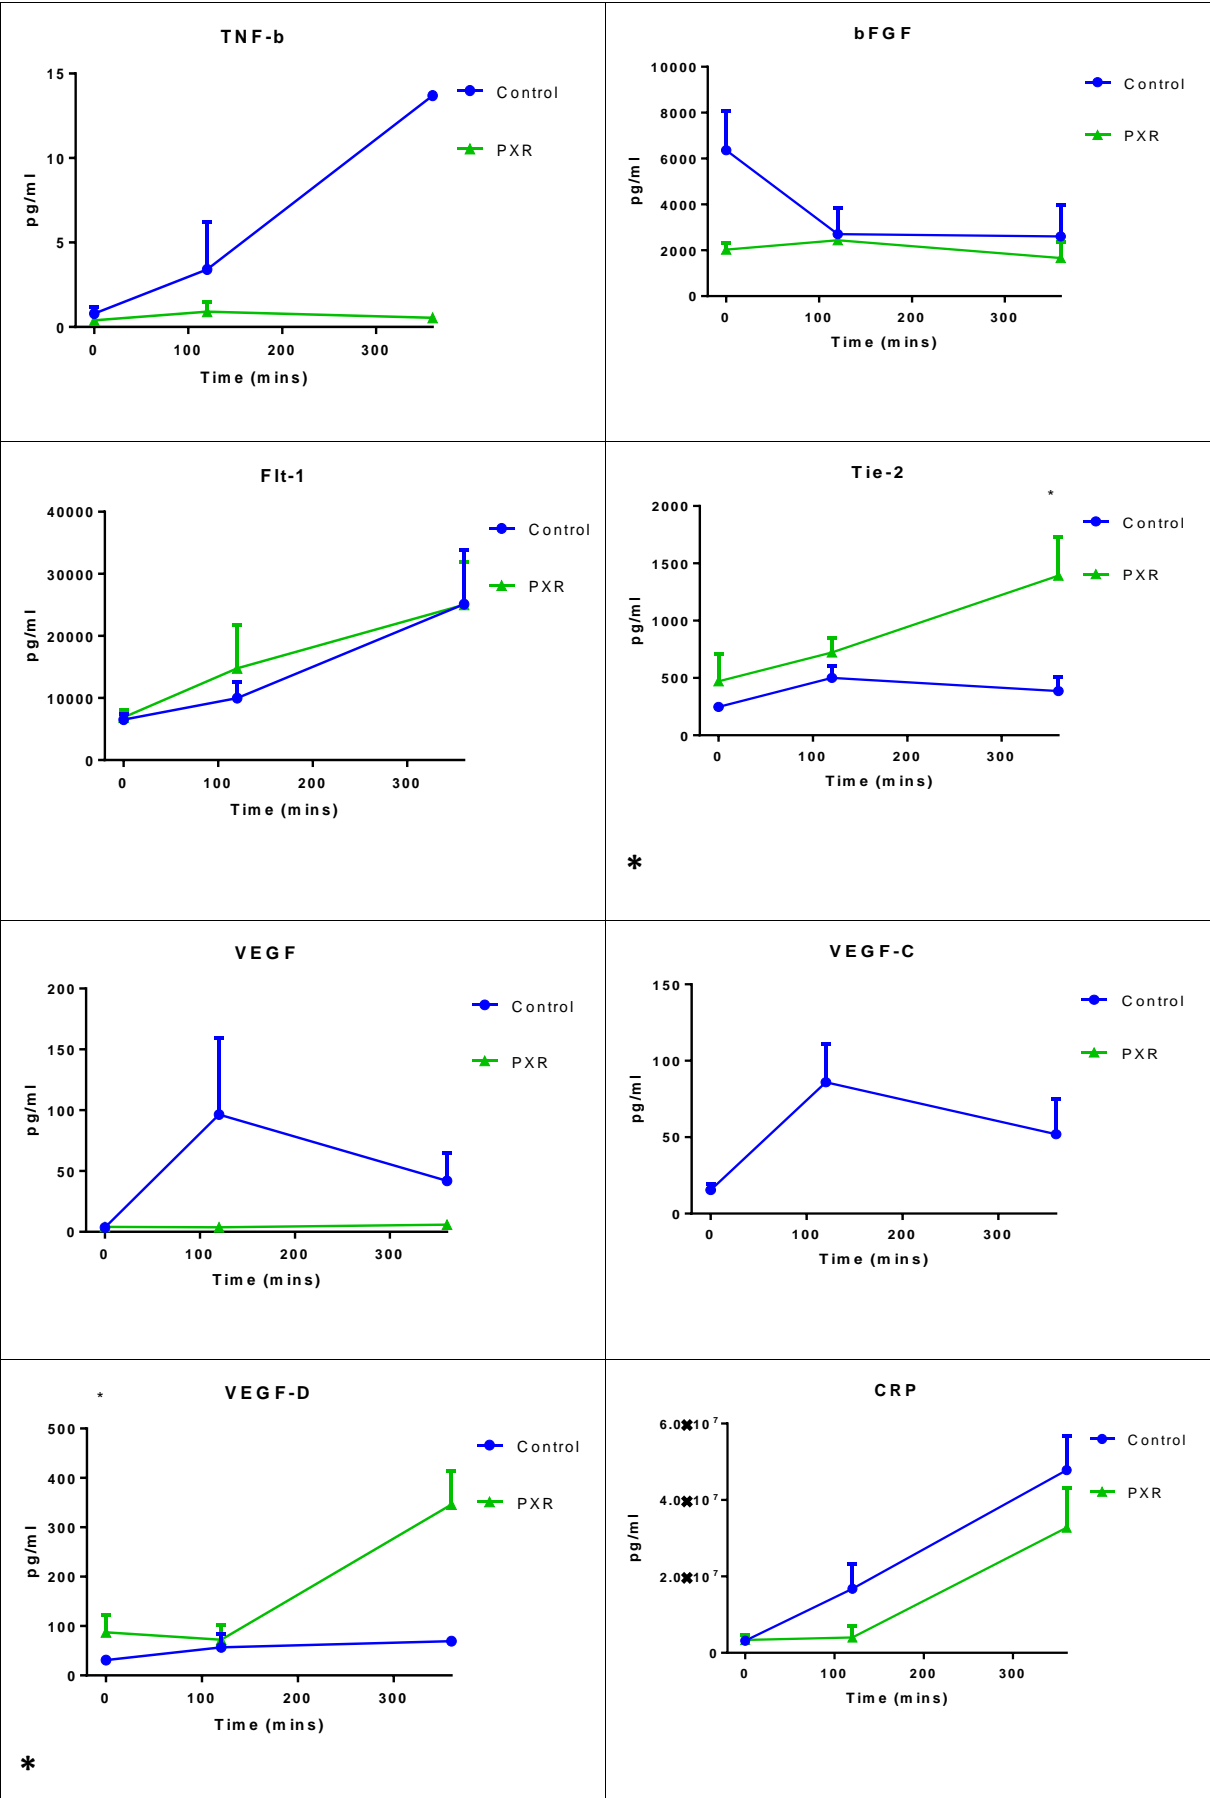 TNF-b
15
10
5
0
pg/ml
0 100 200 300
Time (mins)
Control
PXR
bFGF
10000
8000
6000
4000
2000
0
pg/ml
0 100 200 300
Time (mins)
Control
PXR
Flt-1
40000
30000
20000
10000
0
pg/ml
0 100 200 300
Time (mins)
Control
PXR
Tie-2
*
2000
1500
1000
500
0
pg/ml
0 100 200 300
Time (mins)
Control
PXR
*
VEGF
200
150
100
50
0
pg/ml
0 100 200 300
Time (mins)
Control
PXR
VEGF-C
150
100
50
0
pg/ml
0 100 200 300
Time (mins)
Control
PXR
*
VEGF-D
500
400
300
200
100
0
pg/ml
0 100 200 300
Time (mins)
Control
PXR
*
CRP
6.0✖10⁷
4.0✖10⁷
2.0✖10⁷
0
pg/ml
0 100 200 300
Time (mins)
Control
PXR